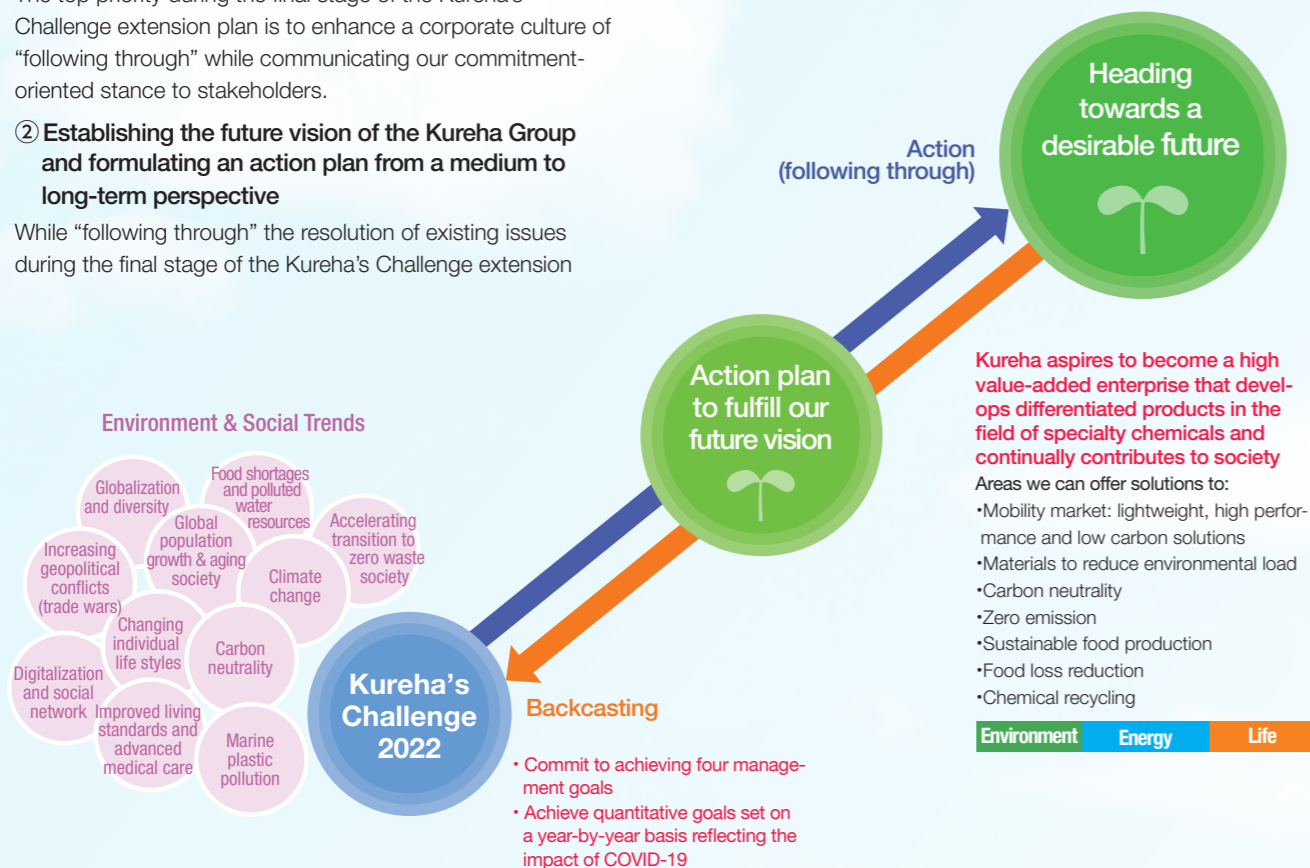 The top priority during the final stage of the Kureha's
Challenge extension plan is to enhance a corporate culture of
“following through” while communicating our commitment-
oriented stance to stakeholders.
② Establishing the future vision of the Kureha Group
and formulating an action plan from a medium to
long-term perspective
While “following through” the resolution of existing issues
during the final stage of the Kureha's Challenge extension
Heading
towards a
desirable future
Action
(following through)
Action plan
to fulfill our
future vision
Environment & Social Trends
Globalization
and diversity
Food shortages
and polluted
water
resources
Accelerating
transition to
zero waste
society
Global
population
growth & aging
society
Increasing
geopolitical
conflicts
(trade wars)
Climate
change
Changing
individual
life styles
Carbon
neutrality
Digitalization
and social
network
Improved living
standards and
advanced
medical care
Marine
plastic
pollution
Kureha's
Challenge
2022
Backcasting
• Commit to achieving four manage-
ment goals
• Achieve quantitative goals set on
a year-by-year basis reflecting the
impact of COVID-19
Kureha aspires to become a high
value-added enterprise that devel-
ops differentiated products in the
field of specialty chemicals and
continually contributes to society
Areas we can offer solutions to:
•Mobility market: lightweight, high perfor-
mance and low carbon solutions
•Materials to reduce environmental load
•Carbon neutrality
•Zero emission
•Sustainable food production
•Food loss reduction
•Chemical recycling
Environment Energy Life